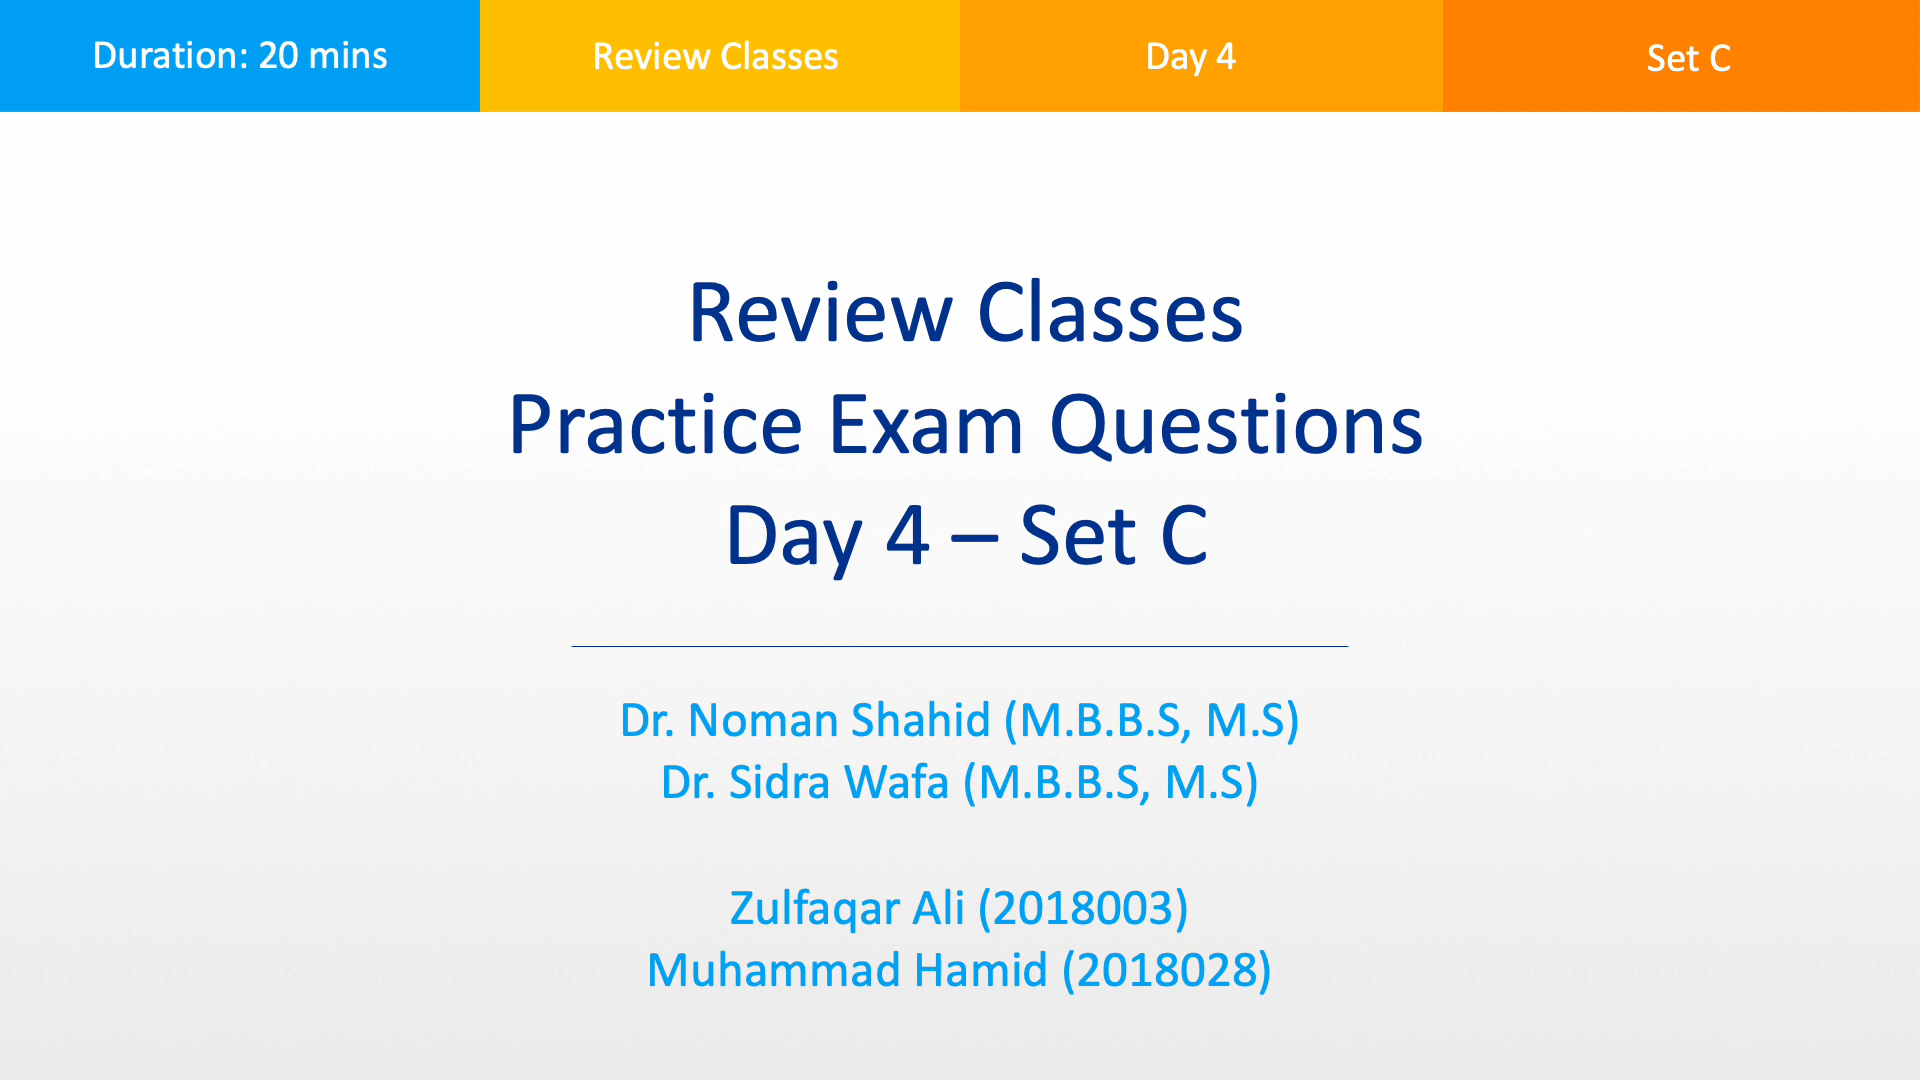 Duration: 20 mins
Review Classes
Day 4
Set C
Review Classes
Practice Exam Questions
Day 4 – Set C
Dr. Noman Shahid (M.B.B.S, M.S)
Dr. Sidra Wafa (M.B.B.S, M.S)
Zulfaqar Ali (2018003)
Muhammad Hamid (2018028)